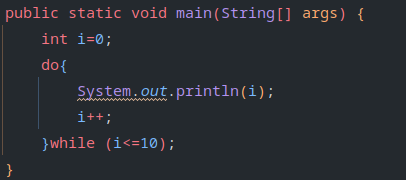 public static void main(String[] args) {
    int i=0;
    do{
        System.out.println(i);
        i++;
    }while (i<=10);
}